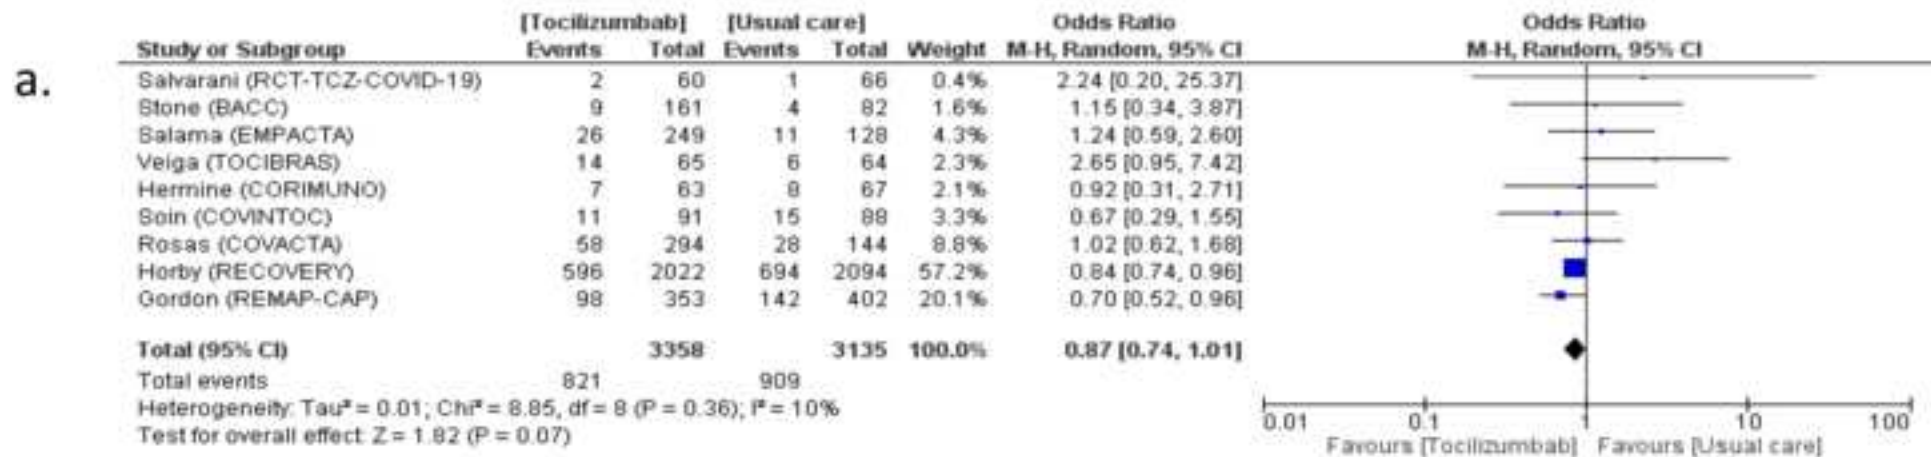 [Tocilizumbab] [Usual care] Odds Ratio Odds Ratio
Study or Subgroup Events Total Events Total Weight M-H, Random, 95% CI M-H, Random, 95% CI
a.
Salvarani (RCT-TCZ-COVID-19) 2 60 1 66 0.4% 2.24 [0.20, 25.37]
Stone (BACC) 9 161 4 82 1.6% 1.15 [0.34, 3.87]
Salama (EMPACTA) 26 249 11 128 4.3% 1.24 [0.59, 2.60]
Veiga (TOCIBRAS) 14 65 6 64 2.3% 2.65 [0.95, 7.42]
Hermine (CORIMUNO) 7 63 8 67 2.1% 0.92 [0.31, 2.71]
Soin (COVINTOC) 11 91 15 88 3.3% 0.67 [0.29, 1.55]
Rosas (COVACTA) 58 294 28 144 8.8% 1.02 [0.62, 1.68]
Horby (RECOVERY) 596 2022 694 2094 57.2% 0.84 [0.74, 0.96]
Gordon (REMAP-CAP) 98 353 142 402 20.1% 0.70 [0.52, 0.96]
Total (95% CI) 3358 3135 100.0% 0.87 [0.74, 1.01]
Total events 821 909
Heterogeneity: Tau² = 0.01; Chi² = 8.85, df = 8 (P = 0.36); I² = 10%
Test for overall effect: Z = 1.82 (P = 0.07)
0.01 0.1 1 10 100
Favours [Tocilizumbab] Favours [Usual care]